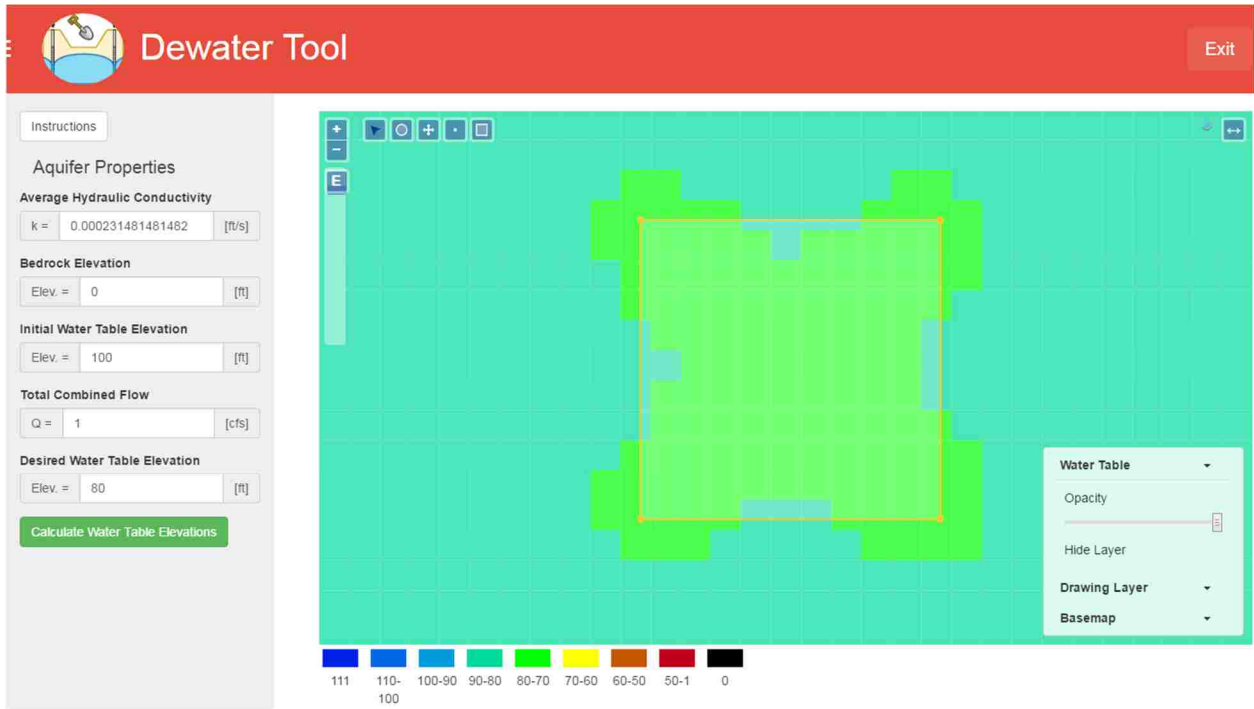 Dewater Tool
Exit
Instructions
Aquifer Properties
Average Hydraulic Conductivity
k = 0.000231481481482 [ft/s]
Bedrock Elevation
Elev. = 0 [ft]
Initial Water Table Elevation
Elev. = 100 [ft]
Total Combined Flow
Q = 1 [cfs]
Desired Water Table Elevation
Elev. = 80 [ft]
Calculate Water Table Elevations
+
−
E
Water Table
Opacity
Hide Layer
Drawing Layer
Basemap
111 110- 100-90 90-80 80-70 70-60 60-50 50-1 0
100